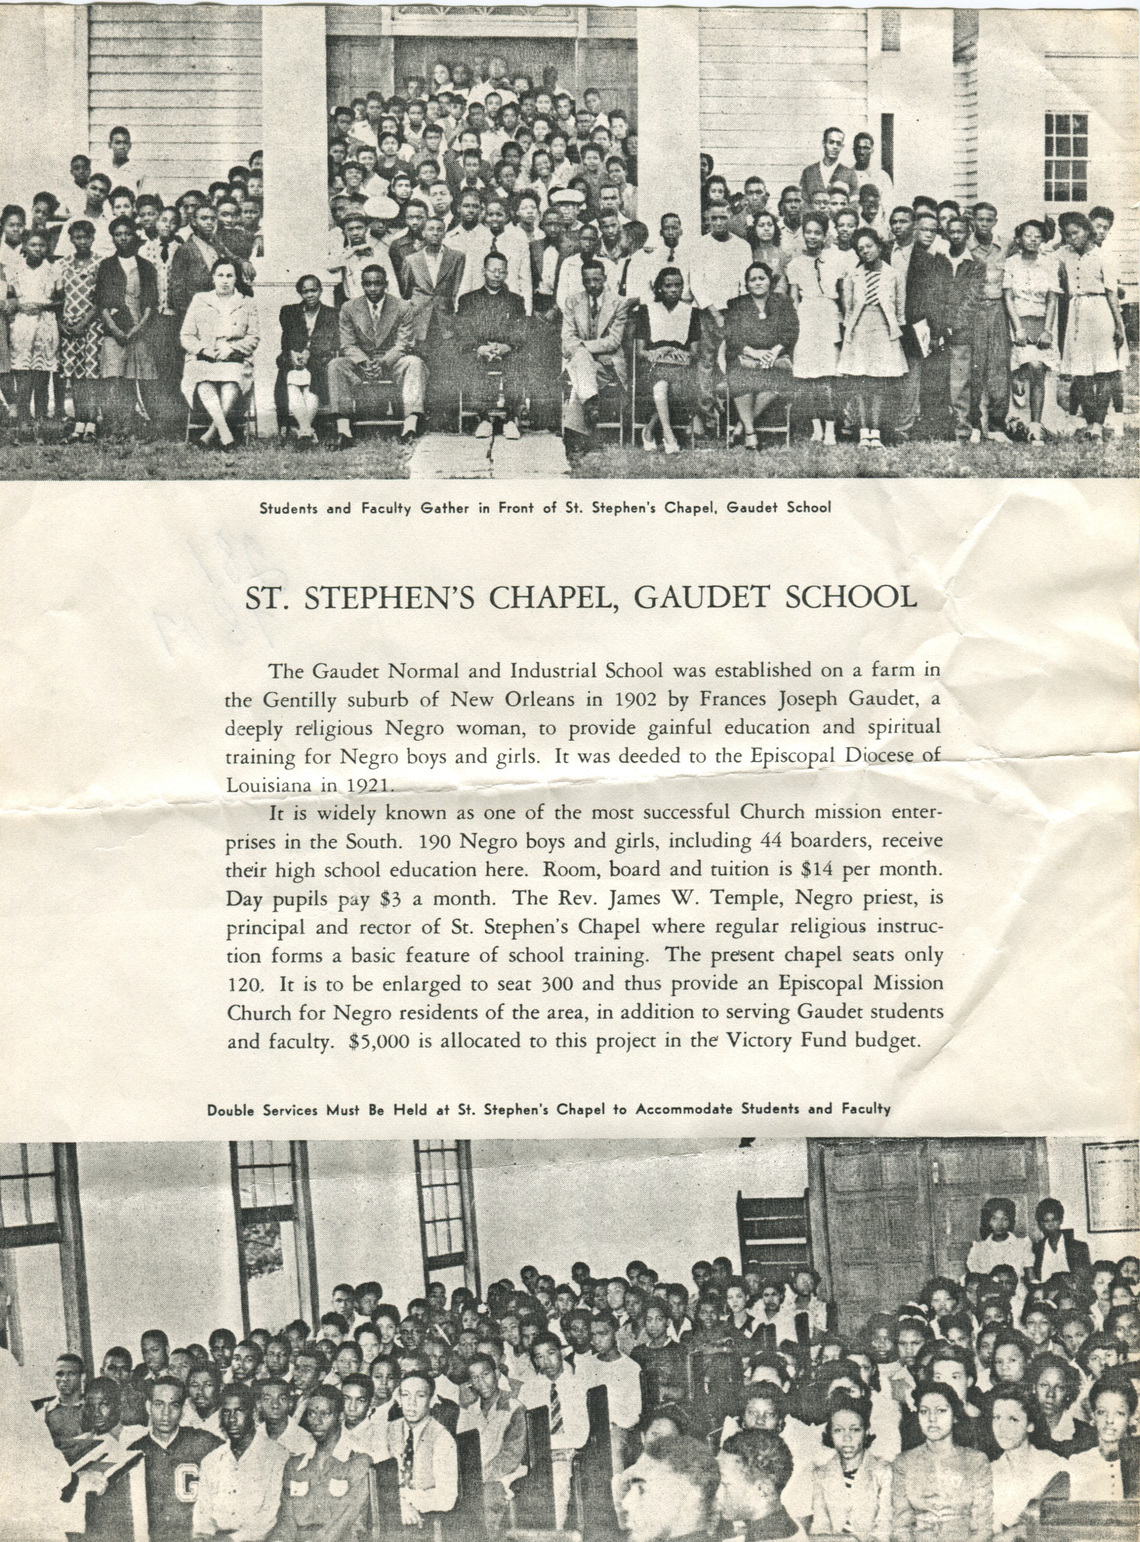 Students and Faculty Gather in Front of St. Stephen's Chapel, Gaudet School
ST. STEPHEN'S CHAPEL, GAUDET SCHOOL
The Gaudet Normal and Industrial School was established on a farm in
the Gentilly suburb of New Orleans in 1902 by Frances Joseph Gaudet, a
deeply religious Negro woman, to provide gainful education and spiritual
training for Negro boys and girls. It was deeded to the Episcopal Diocese of
Louisiana in 1921.
It is widely known as one of the most successful Church mission enter-
prises in the South. 190 Negro boys and girls, including 44 boarders, receive
their high school education here. Room, board and tuition is $14 per month.
Day pupils pay $3 a month. The Rev. James W. Temple, Negro priest, is
principal and rector of St. Stephen's Chapel where regular religious instruc-
tion forms a basic feature of school training. The present chapel seats only
120. It is to be enlarged to seat 300 and thus provide an Episcopal Mission
Church for Negro residents of the area, in addition to serving Gaudet students
and faculty. $5,000 is allocated to this project in the Victory Fund budget.
Double Services Must Be Held at St. Stephen's Chapel to Accommodate Students and Faculty
G